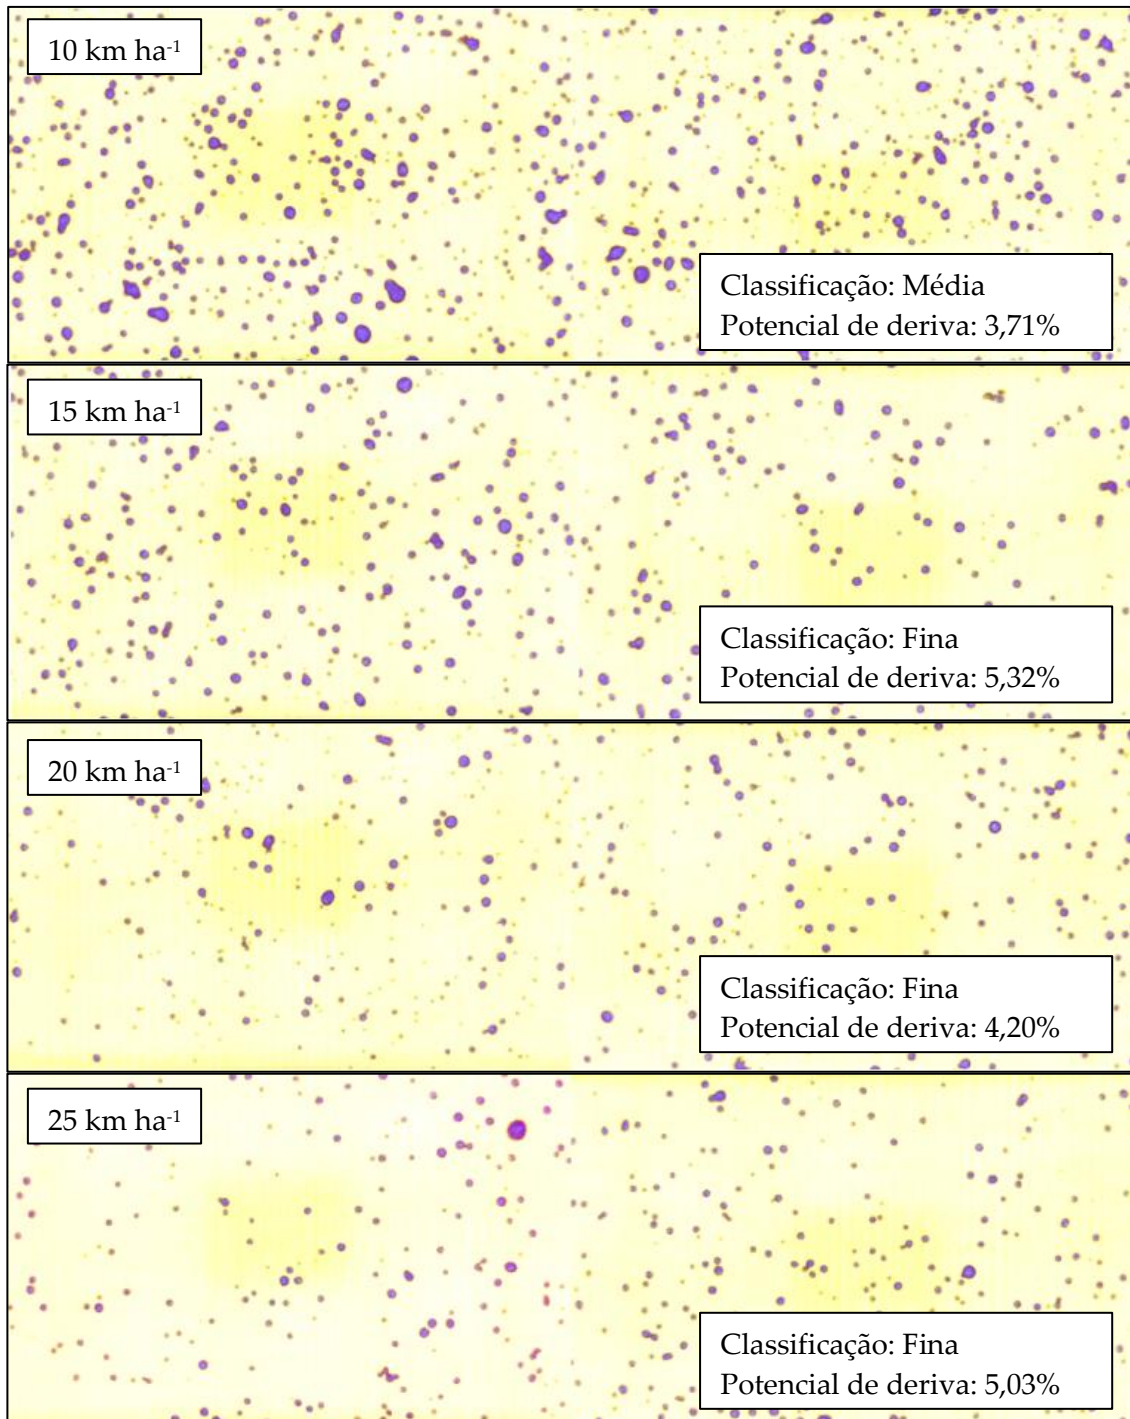 10 km ha⁻¹
Classificação: Média
Potencial de deriva: 3,71%
15 km ha⁻¹
Classificação: Fina
Potencial de deriva: 5,32%
20 km ha⁻¹
Classificação: Fina
Potencial de deriva: 4,20%
25 km ha⁻¹
Classificação: Fina
Potencial de deriva: 5,03%